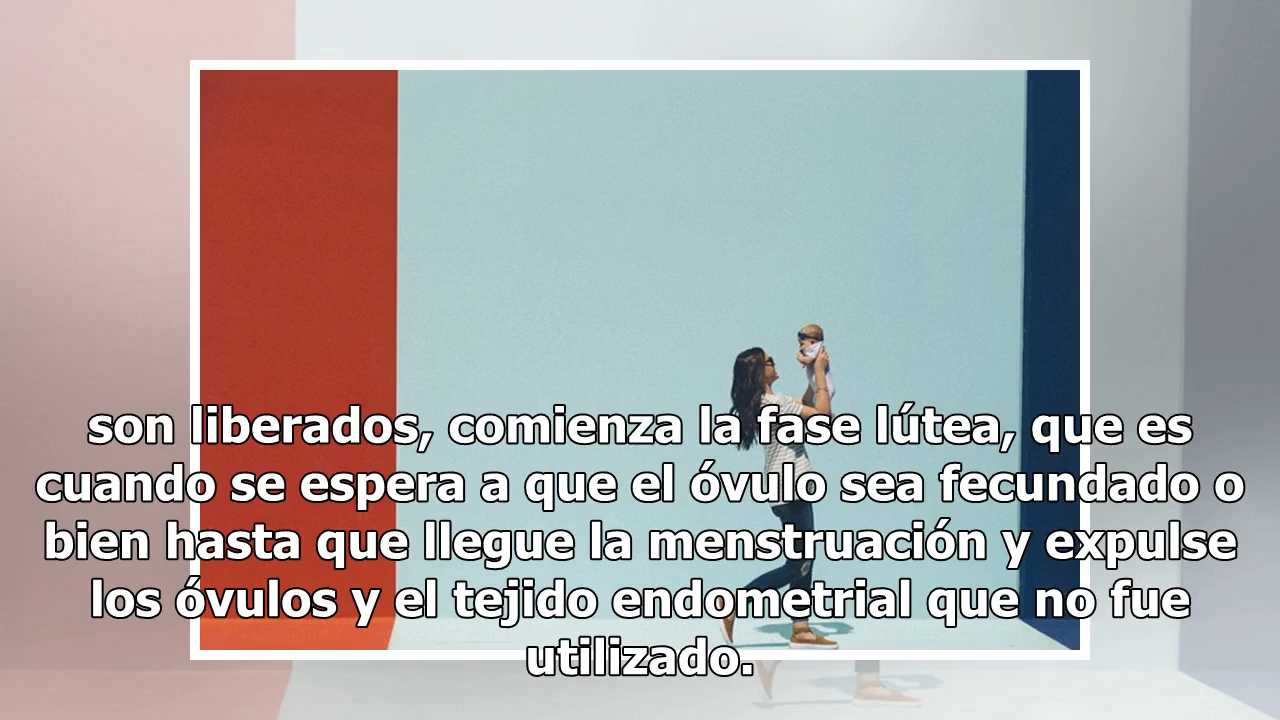 son liberados, comienza la fase lútea, que es
cuando se espera a que el óvulo sea fecundado o
bien hasta que llegue la menstruación y expulse
los óvulos y el tejido endometrial que no fue
utilizado.